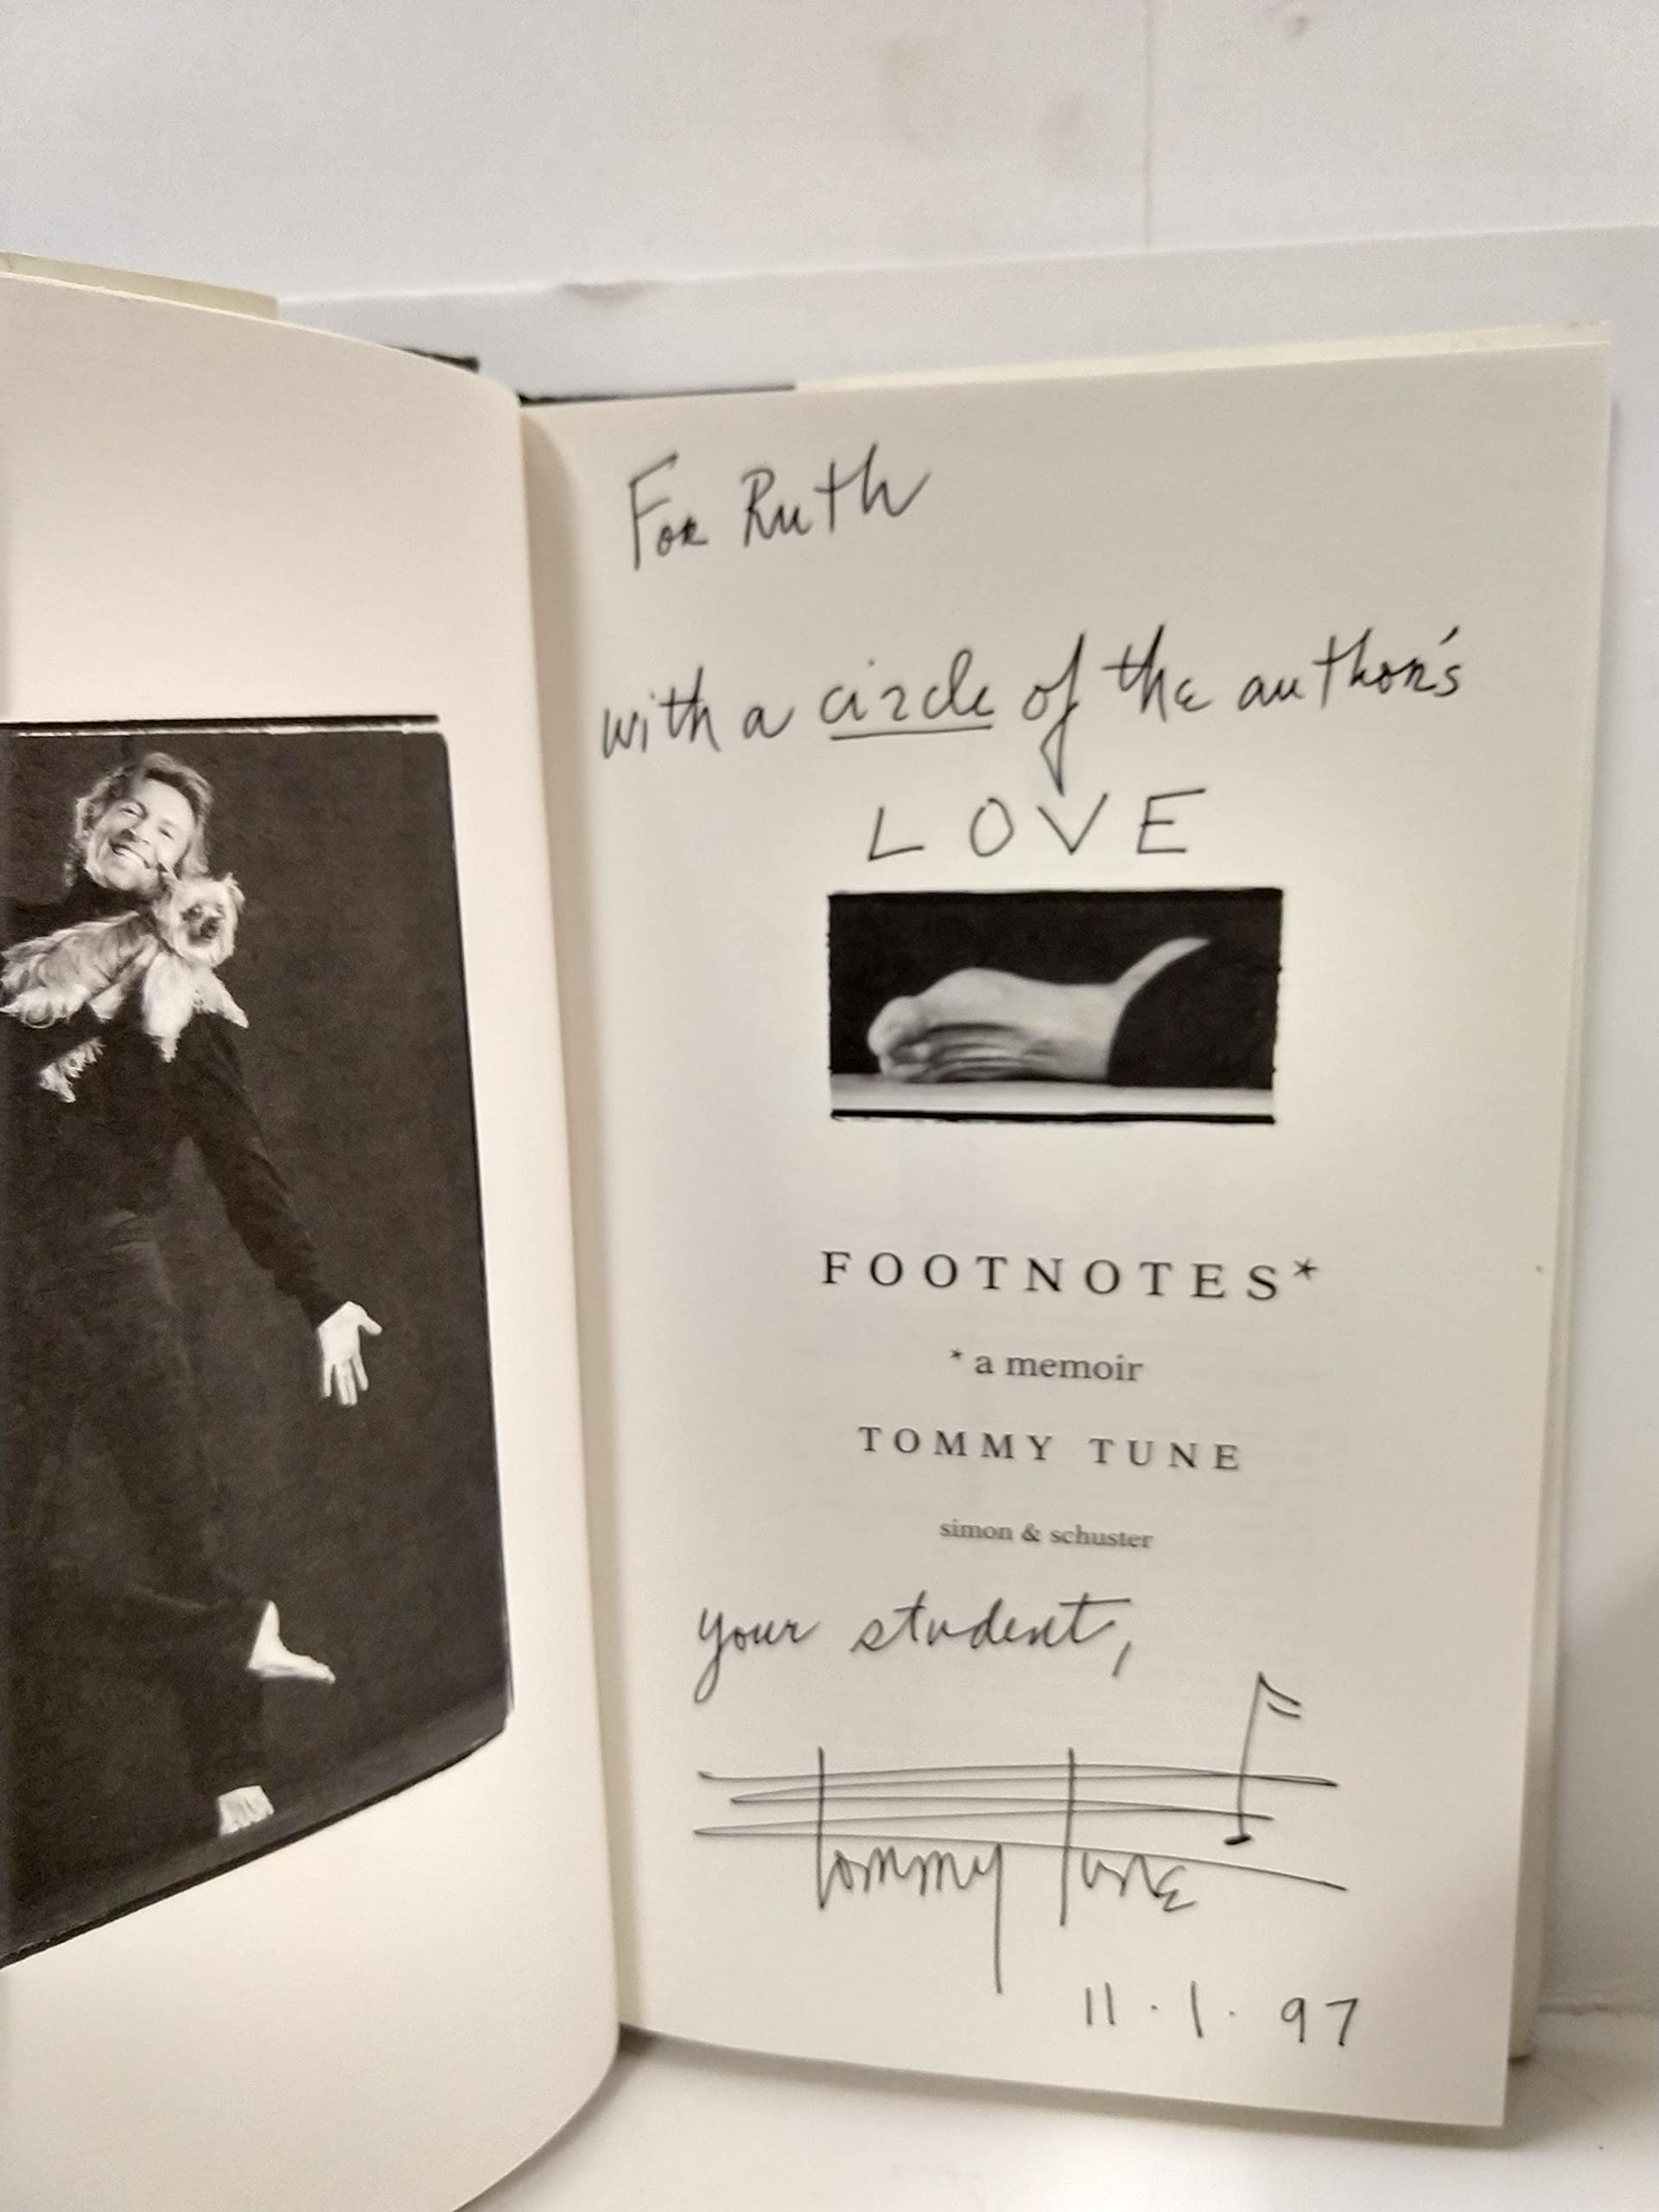 For Ruth
with a circle of the author's
LOVE
FOOTNOTES*
* a memoir
TOMMY TUNE
simon & schuster
your student,
Tommy Tune
11.1.97